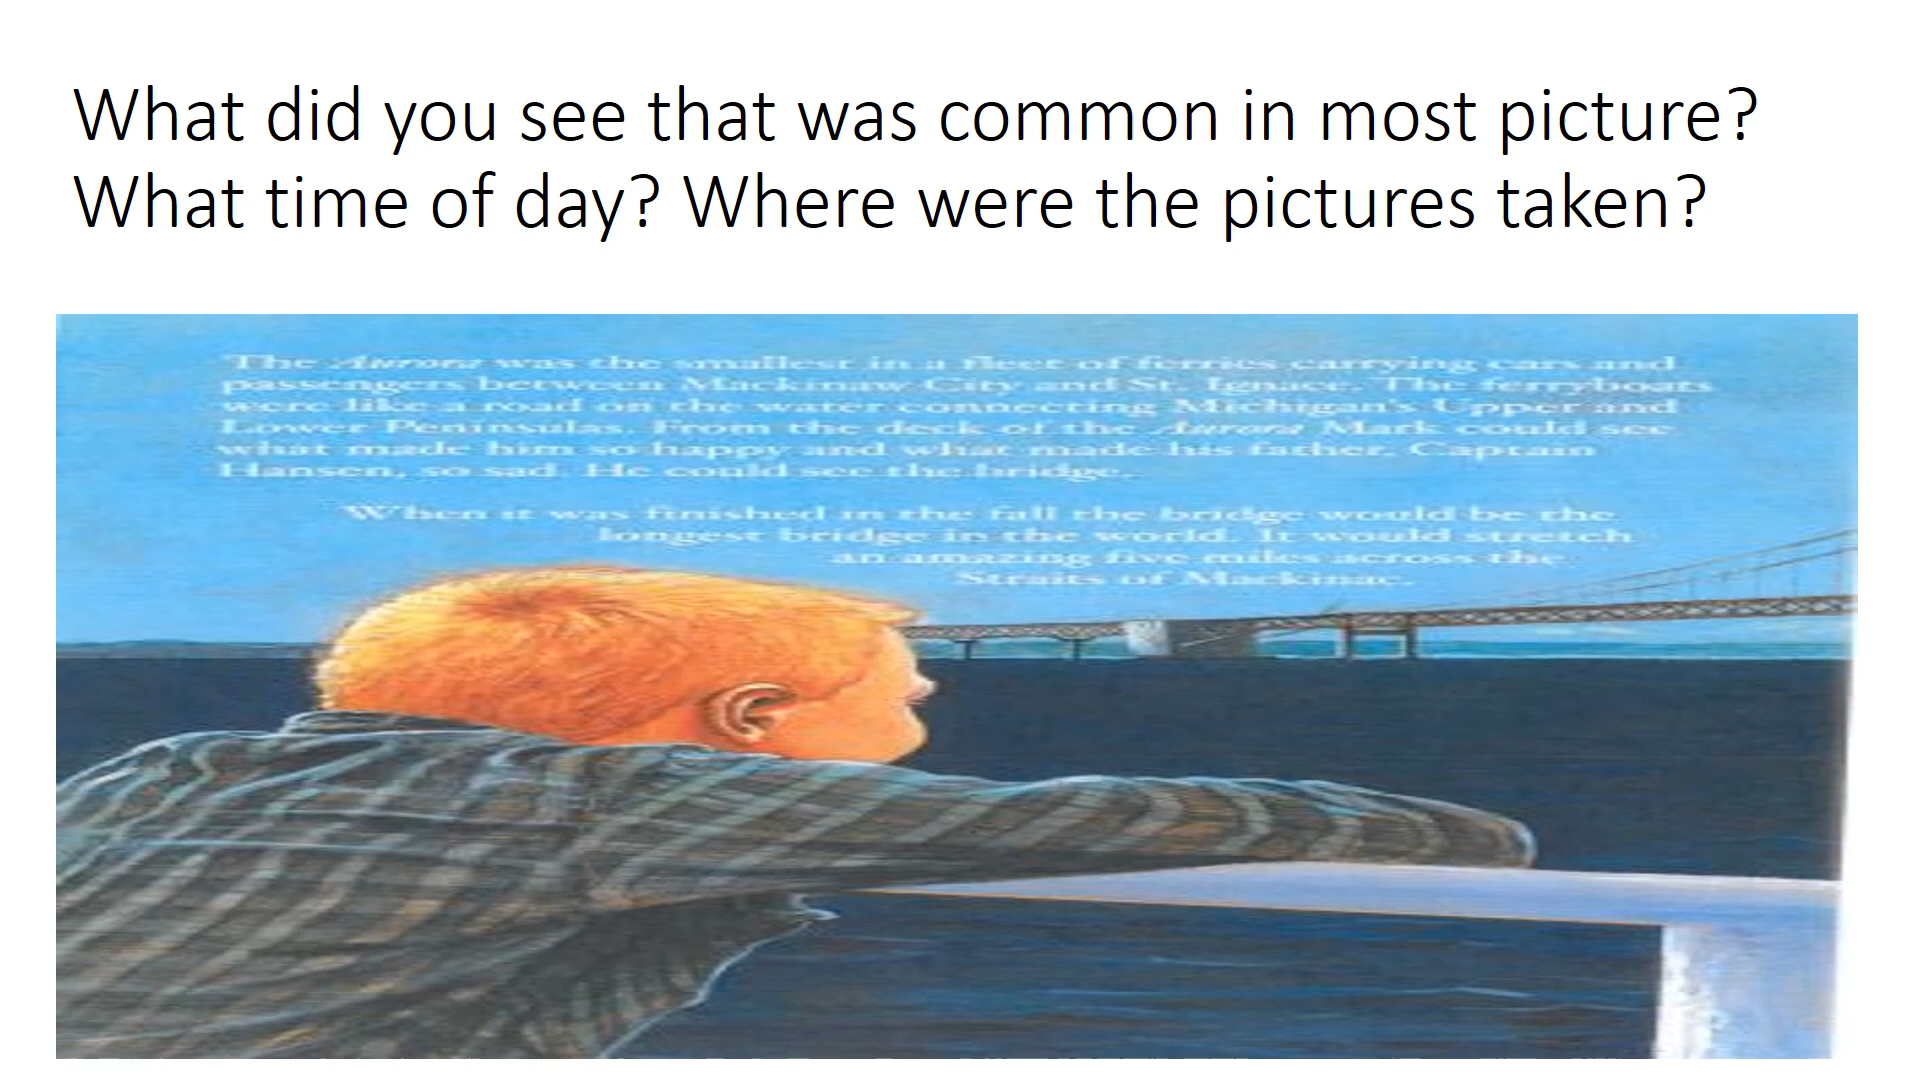 What did you see that was common in most picture?
What time of day? Where were the pictures taken?
The Aurora was the smallest in a fleet of ferries carrying cars and
passengers between Mackinaw City and St. Ignace. The ferryboats
were like a road on the water connecting Michigan's Upper and
Lower Peninsulas. From the deck of the Aurora Mark could see
what made him so happy and what made his father, Captain
Hansen, so sad. He could see the bridge.
When it was finished in the fall the bridge would be the
longest bridge in the world. It would stretch
an amazing five miles across the
Straits of Mackinac.